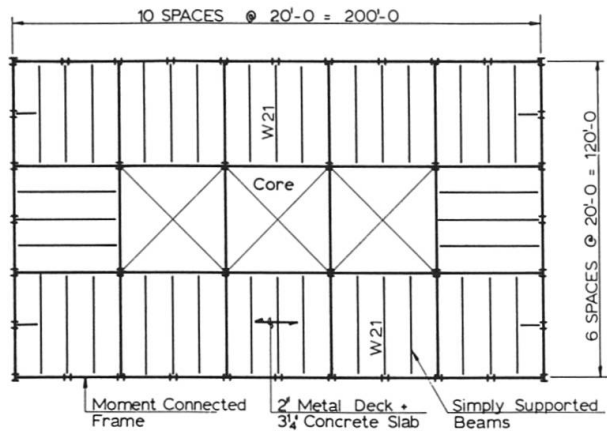 10 SPACES @ 20'-0 = 200'-0
W21
Core
6 SPACES @ 20'-0 = 120'-0
W21
Moment Connected
Frame
2" Metal Deck +
3¼" Concrete Slab
Simply Supported
Beams